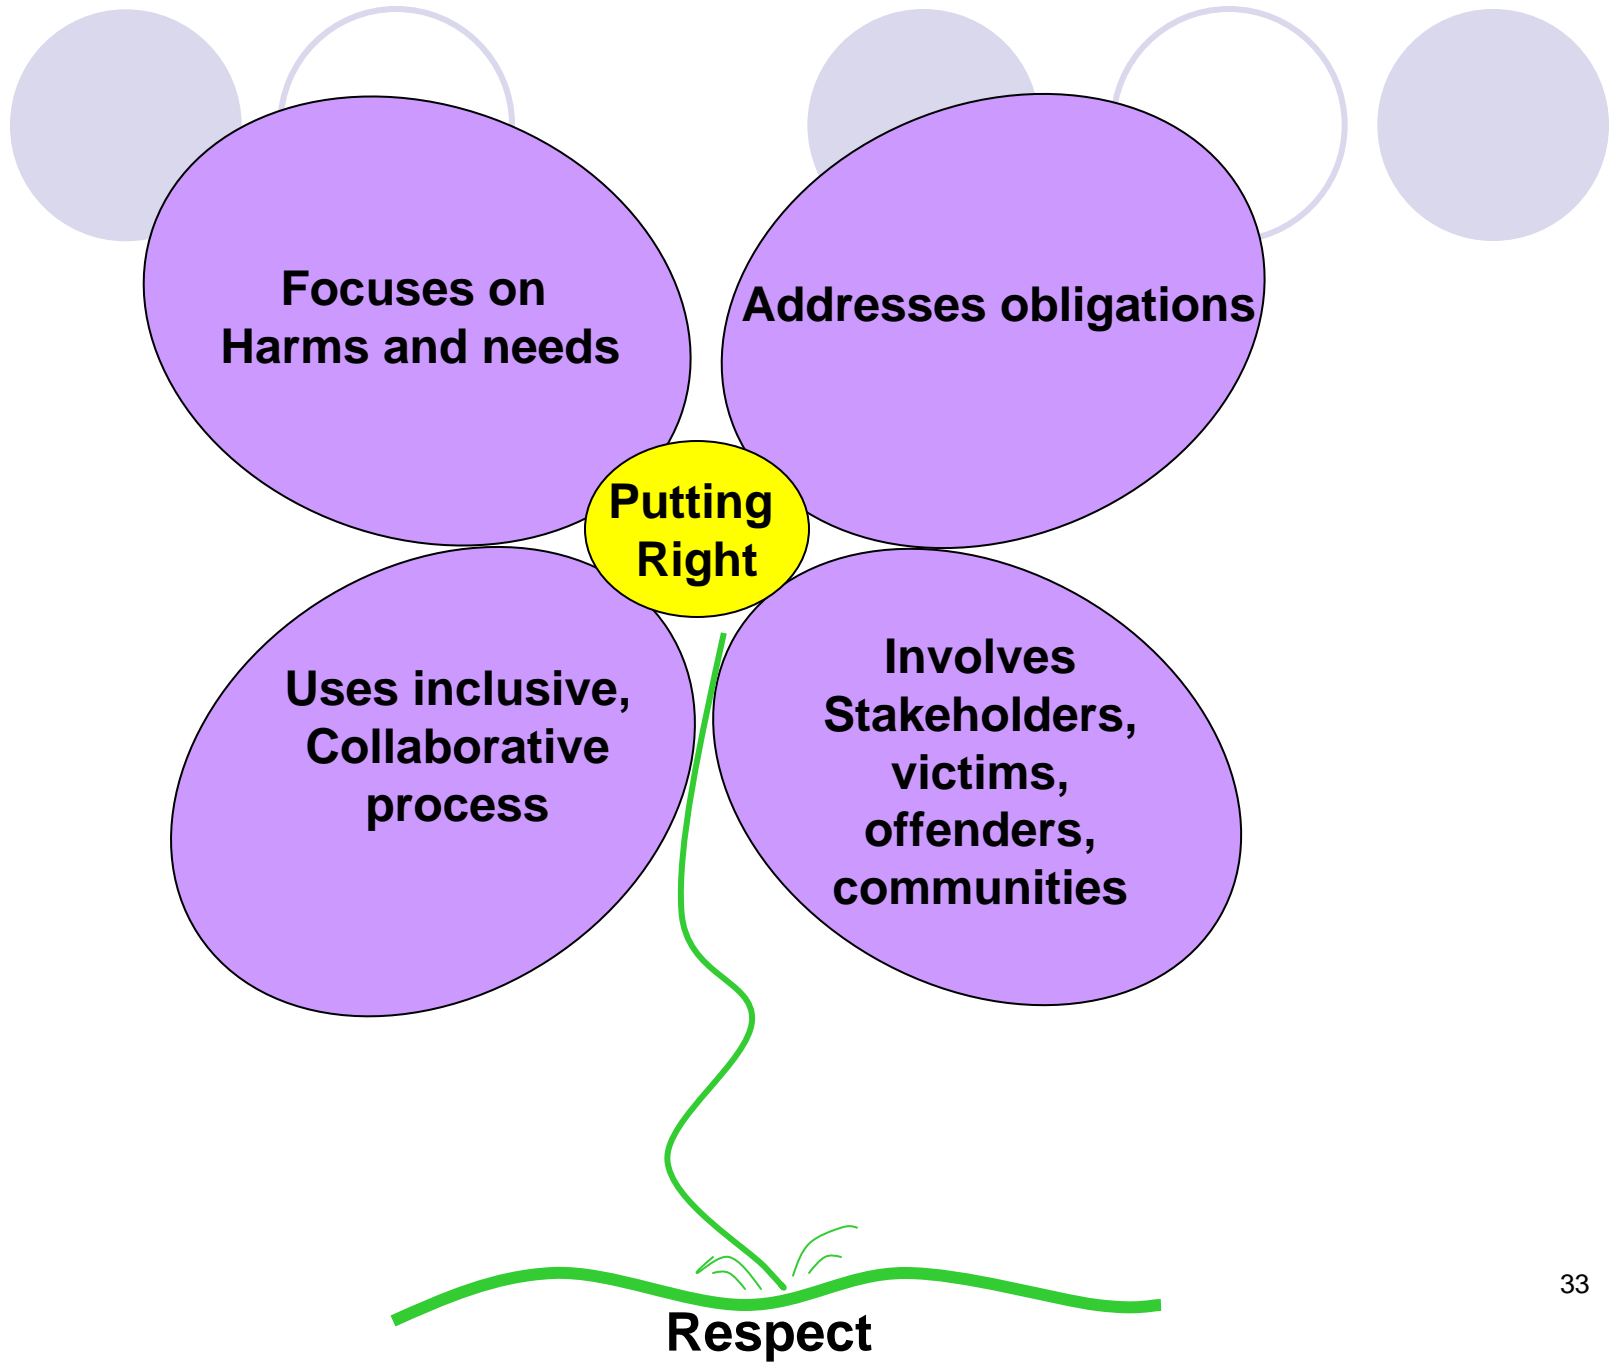 Focuses on
Harms and needs
Addresses obligations
Putting
Right
Uses inclusive,
Collaborative
process
Involves
Stakeholders,
victims,
offenders,
communities
33
Respect